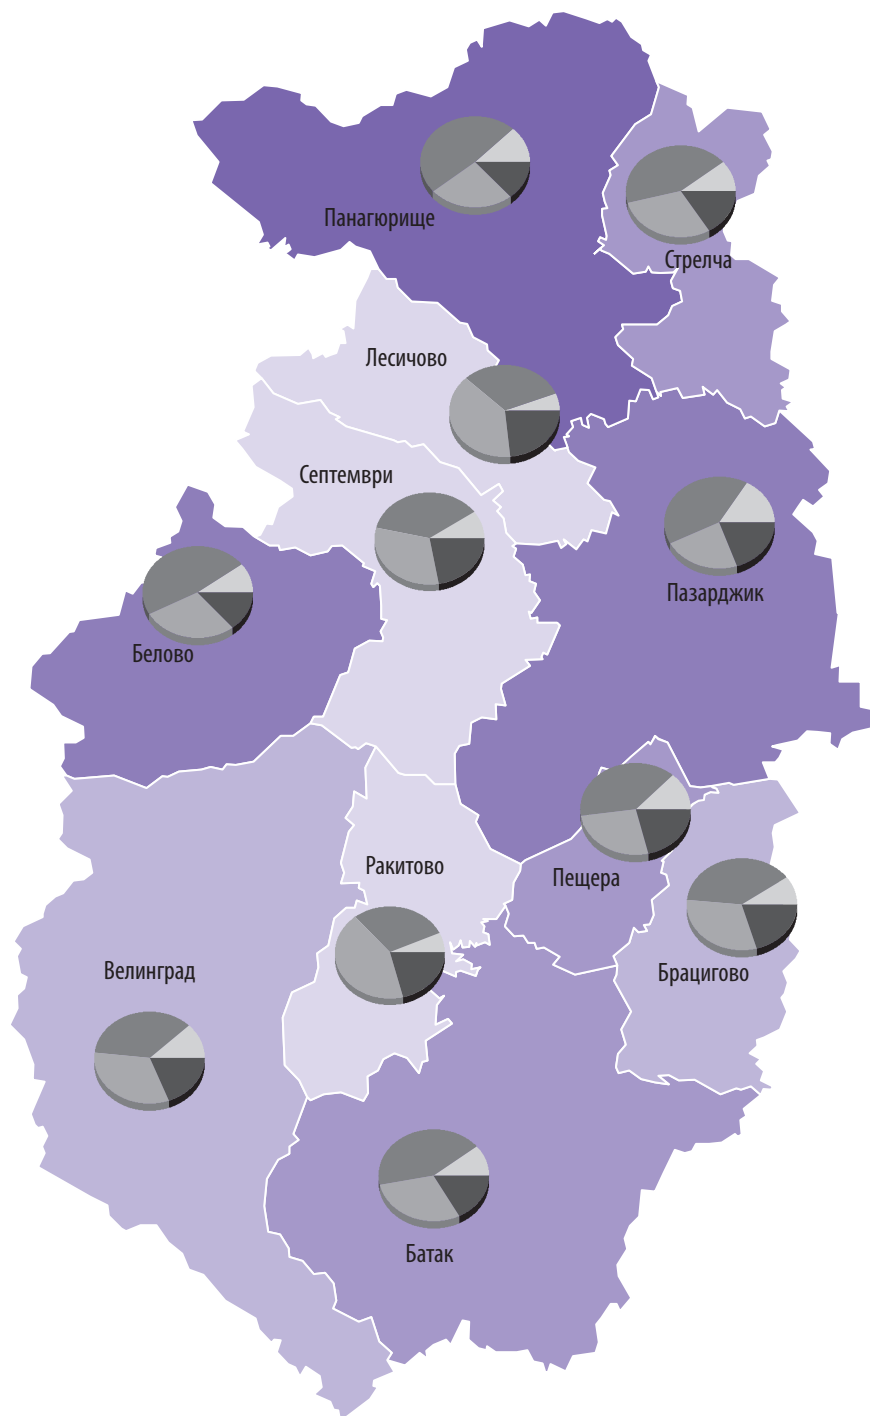 Панагюрище
Стрелча
Лесичово
Септември
Пазарджик
Белово
Ракитово
Пещера
Велинград
Брацигово
Батак